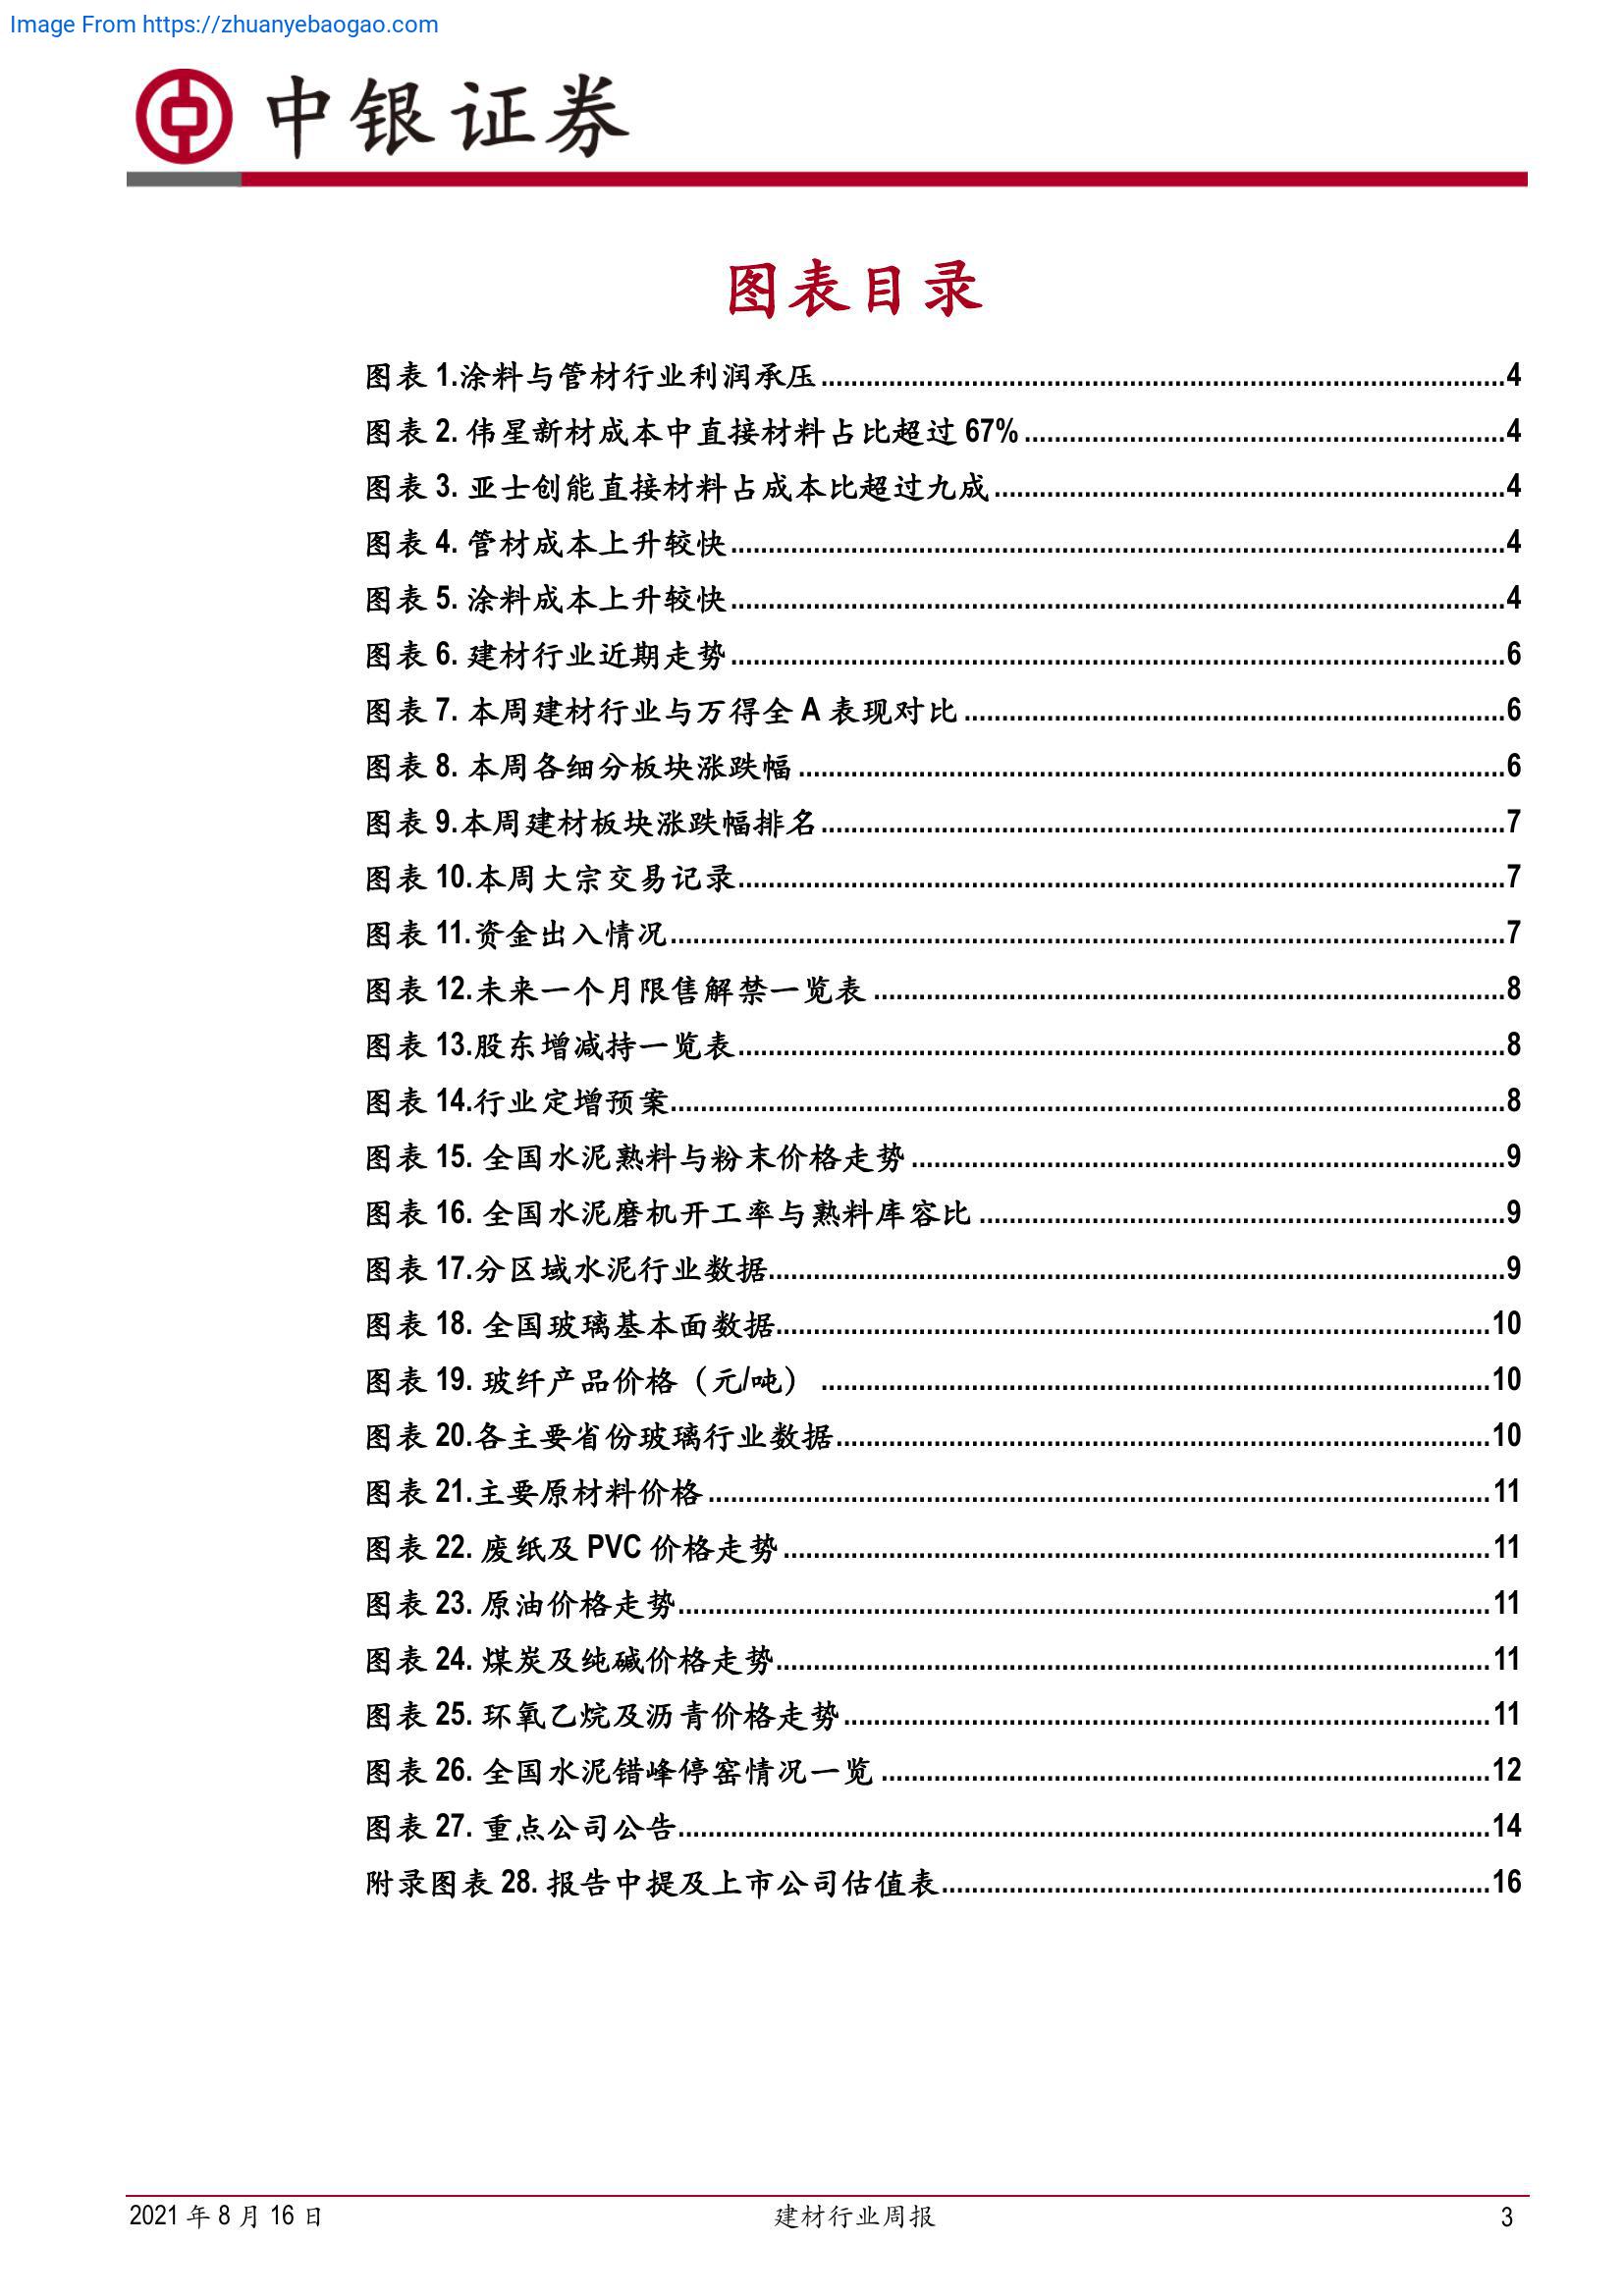 Image From https://zhuanyebaogao.com
中银证券
图表目录
图表 1.涂料与管材行业利润承压....................4
图表 2. 伟星新材成本中直接材料占比超过 67%....................4
图表 3. 亚士创能直接材料占成本比超过九成....................4
图表 4. 管材成本上升较快....................4
图表 5. 涂料成本上升较快....................4
图表 6. 建材行业近期走势....................6
图表 7. 本周建材行业与万得全 A 表现对比....................6
图表 8. 本周各细分板块涨跌幅....................6
图表 9.本周建材板块涨跌幅排名....................7
图表 10.本周大宗交易记录....................7
图表 11.资金出入情况....................7
图表 12.未来一个月限售解禁一览表....................8
图表 13.股东增减持一览表....................8
图表 14.行业定增预案....................8
图表 15. 全国水泥熟料与粉末价格走势....................9
图表 16. 全国水泥磨机开工率与熟料库容比....................9
图表 17.分区域水泥行业数据....................9
图表 18. 全国玻璃基本面数据....................10
图表 19. 玻纤产品价格（元/吨）....................10
图表 20.各主要省份玻璃行业数据....................10
图表 21.主要原材料价格....................11
图表 22. 废纸及 PVC 价格走势....................11
图表 23. 原油价格走势....................11
图表 24. 煤炭及纯碱价格走势....................11
图表 25. 环氧乙烷及沥青价格走势....................11
图表 26. 全国水泥错峰停窑情况一览....................12
图表 27. 重点公司公告....................14
附录图表 28. 报告中提及上市公司估值表....................16
2021 年 8 月 16 日
建材行业周报
3